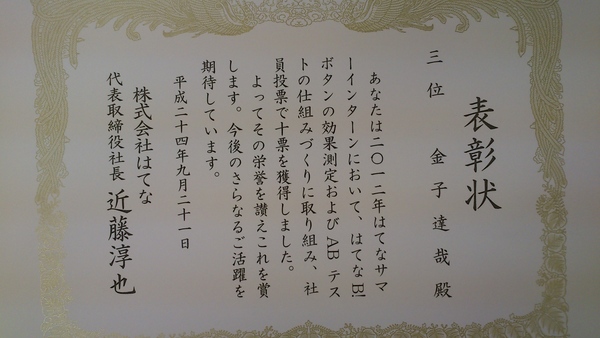 表彰状
三位 金子達哉殿
あなたは二〇一二年はてなサマ
ーインターンにおいて、はてなB!
ボタンの効果測定およびABテス
トの仕組みづくりに取り組み、社
員投票で十票を獲得しました。
よってその栄誉を讃えこれを賞
します。今後のさらなるご活躍を
期待しています。
平成二十四年九月二十一日
株式会社はてな
代表取締役社長 近藤淳也